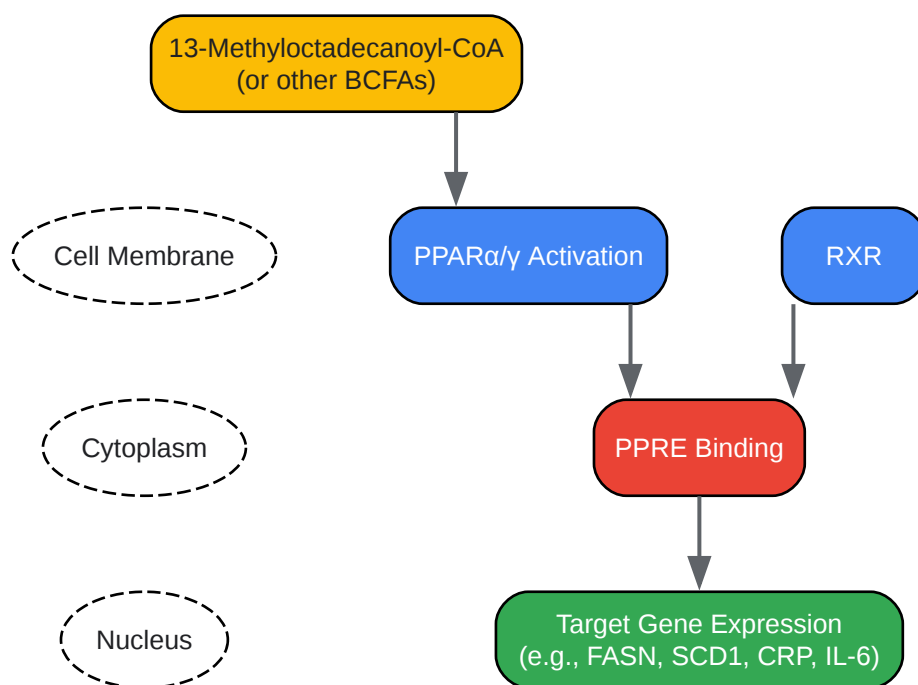 13-Methyloctadecanoyl-CoA
(or other BCFAs)
Cell Membrane
PPARα/γ Activation
RXR
Cytoplasm
PPRE Binding
Nucleus
Target Gene Expression
(e.g., FASN, SCD1, CRP, IL-6)